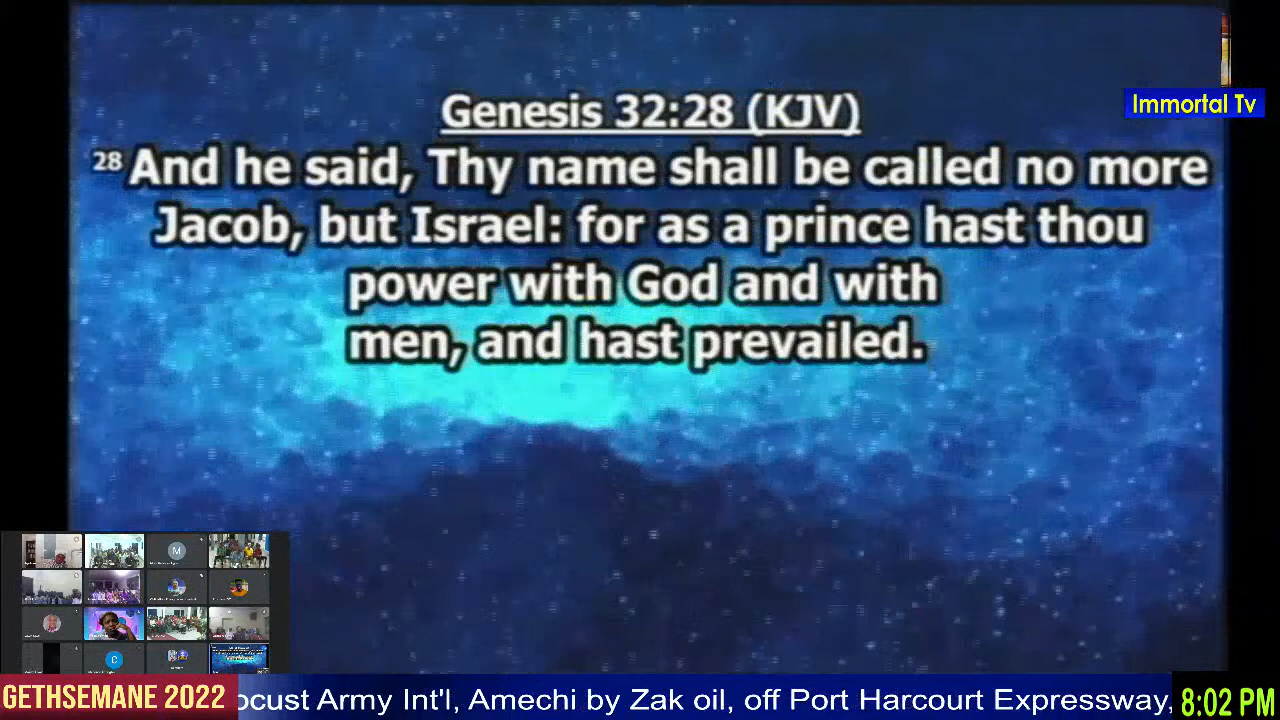 Genesis 32:28 (KJV)
Immortal Tv
28 And he said, Thy name shall be called no more
Jacob, but Israel: for as a prince hast thou
power with God and with
men, and hast prevailed.
M
C
GETHSEMANE 2022
ocust Army Int'l, Amechi by Zak oil, off Port Harcourt Expressway,
8:02 PM